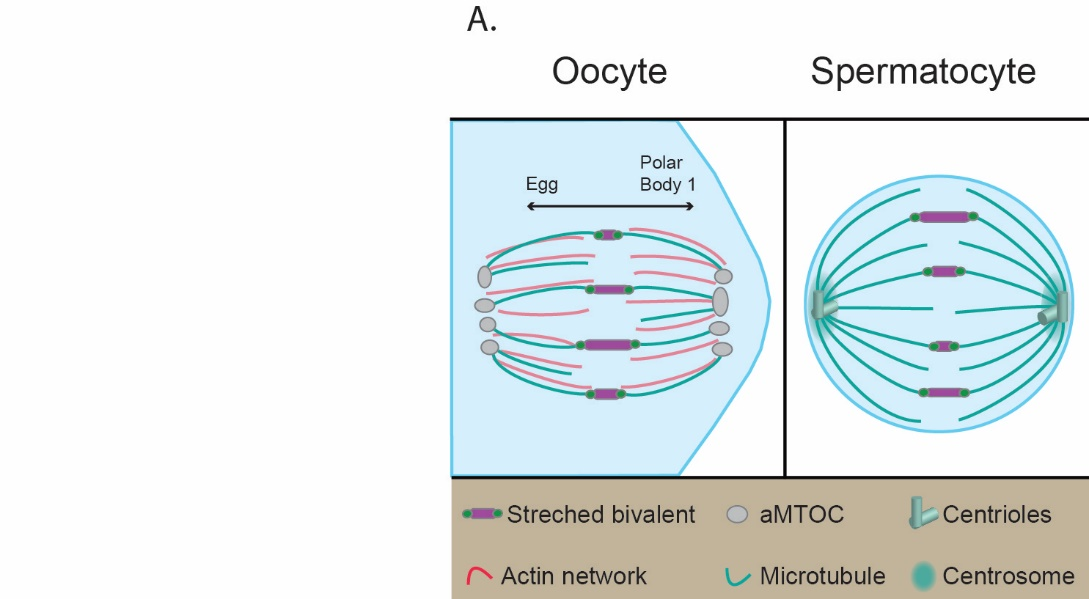 A.
Oocyte
Spermatocyte
Polar
Egg
Body 1
Streched bivalent
aMTOC
Centrioles
Actin network
Microtubule
Centrosome